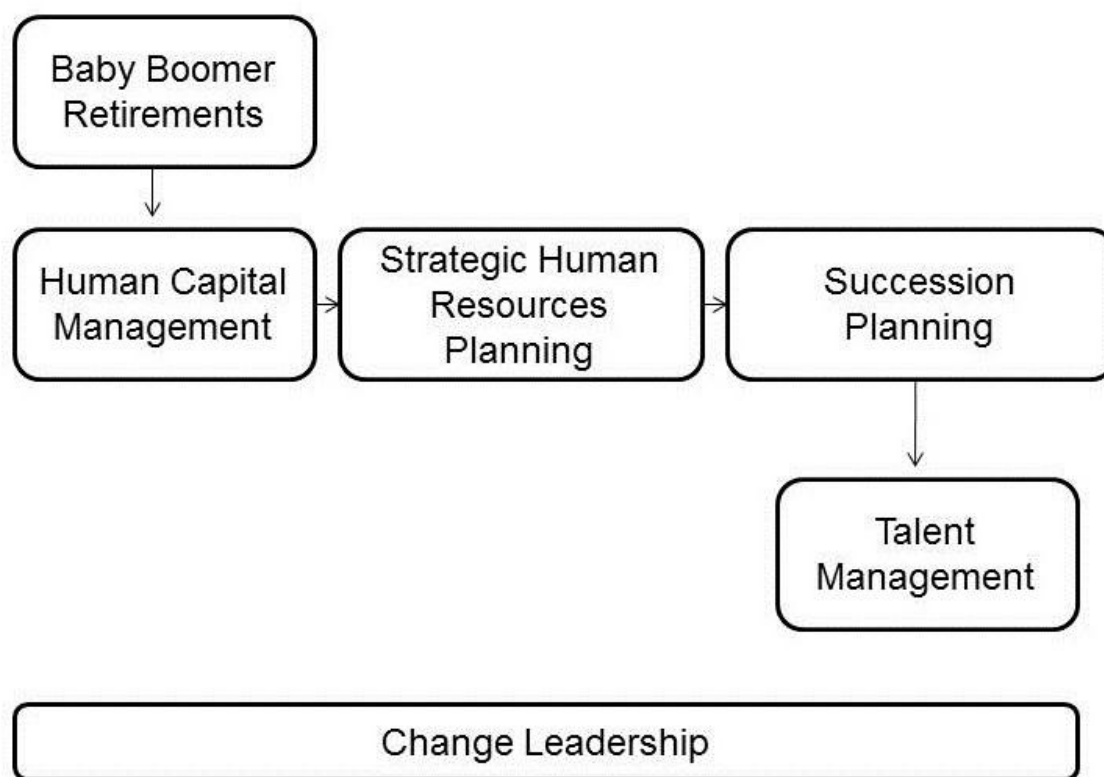 Baby Boomer
Retirements
Human Capital
Management
Strategic Human
Resources
Planning
Succession
Planning
Talent
Management
Change Leadership